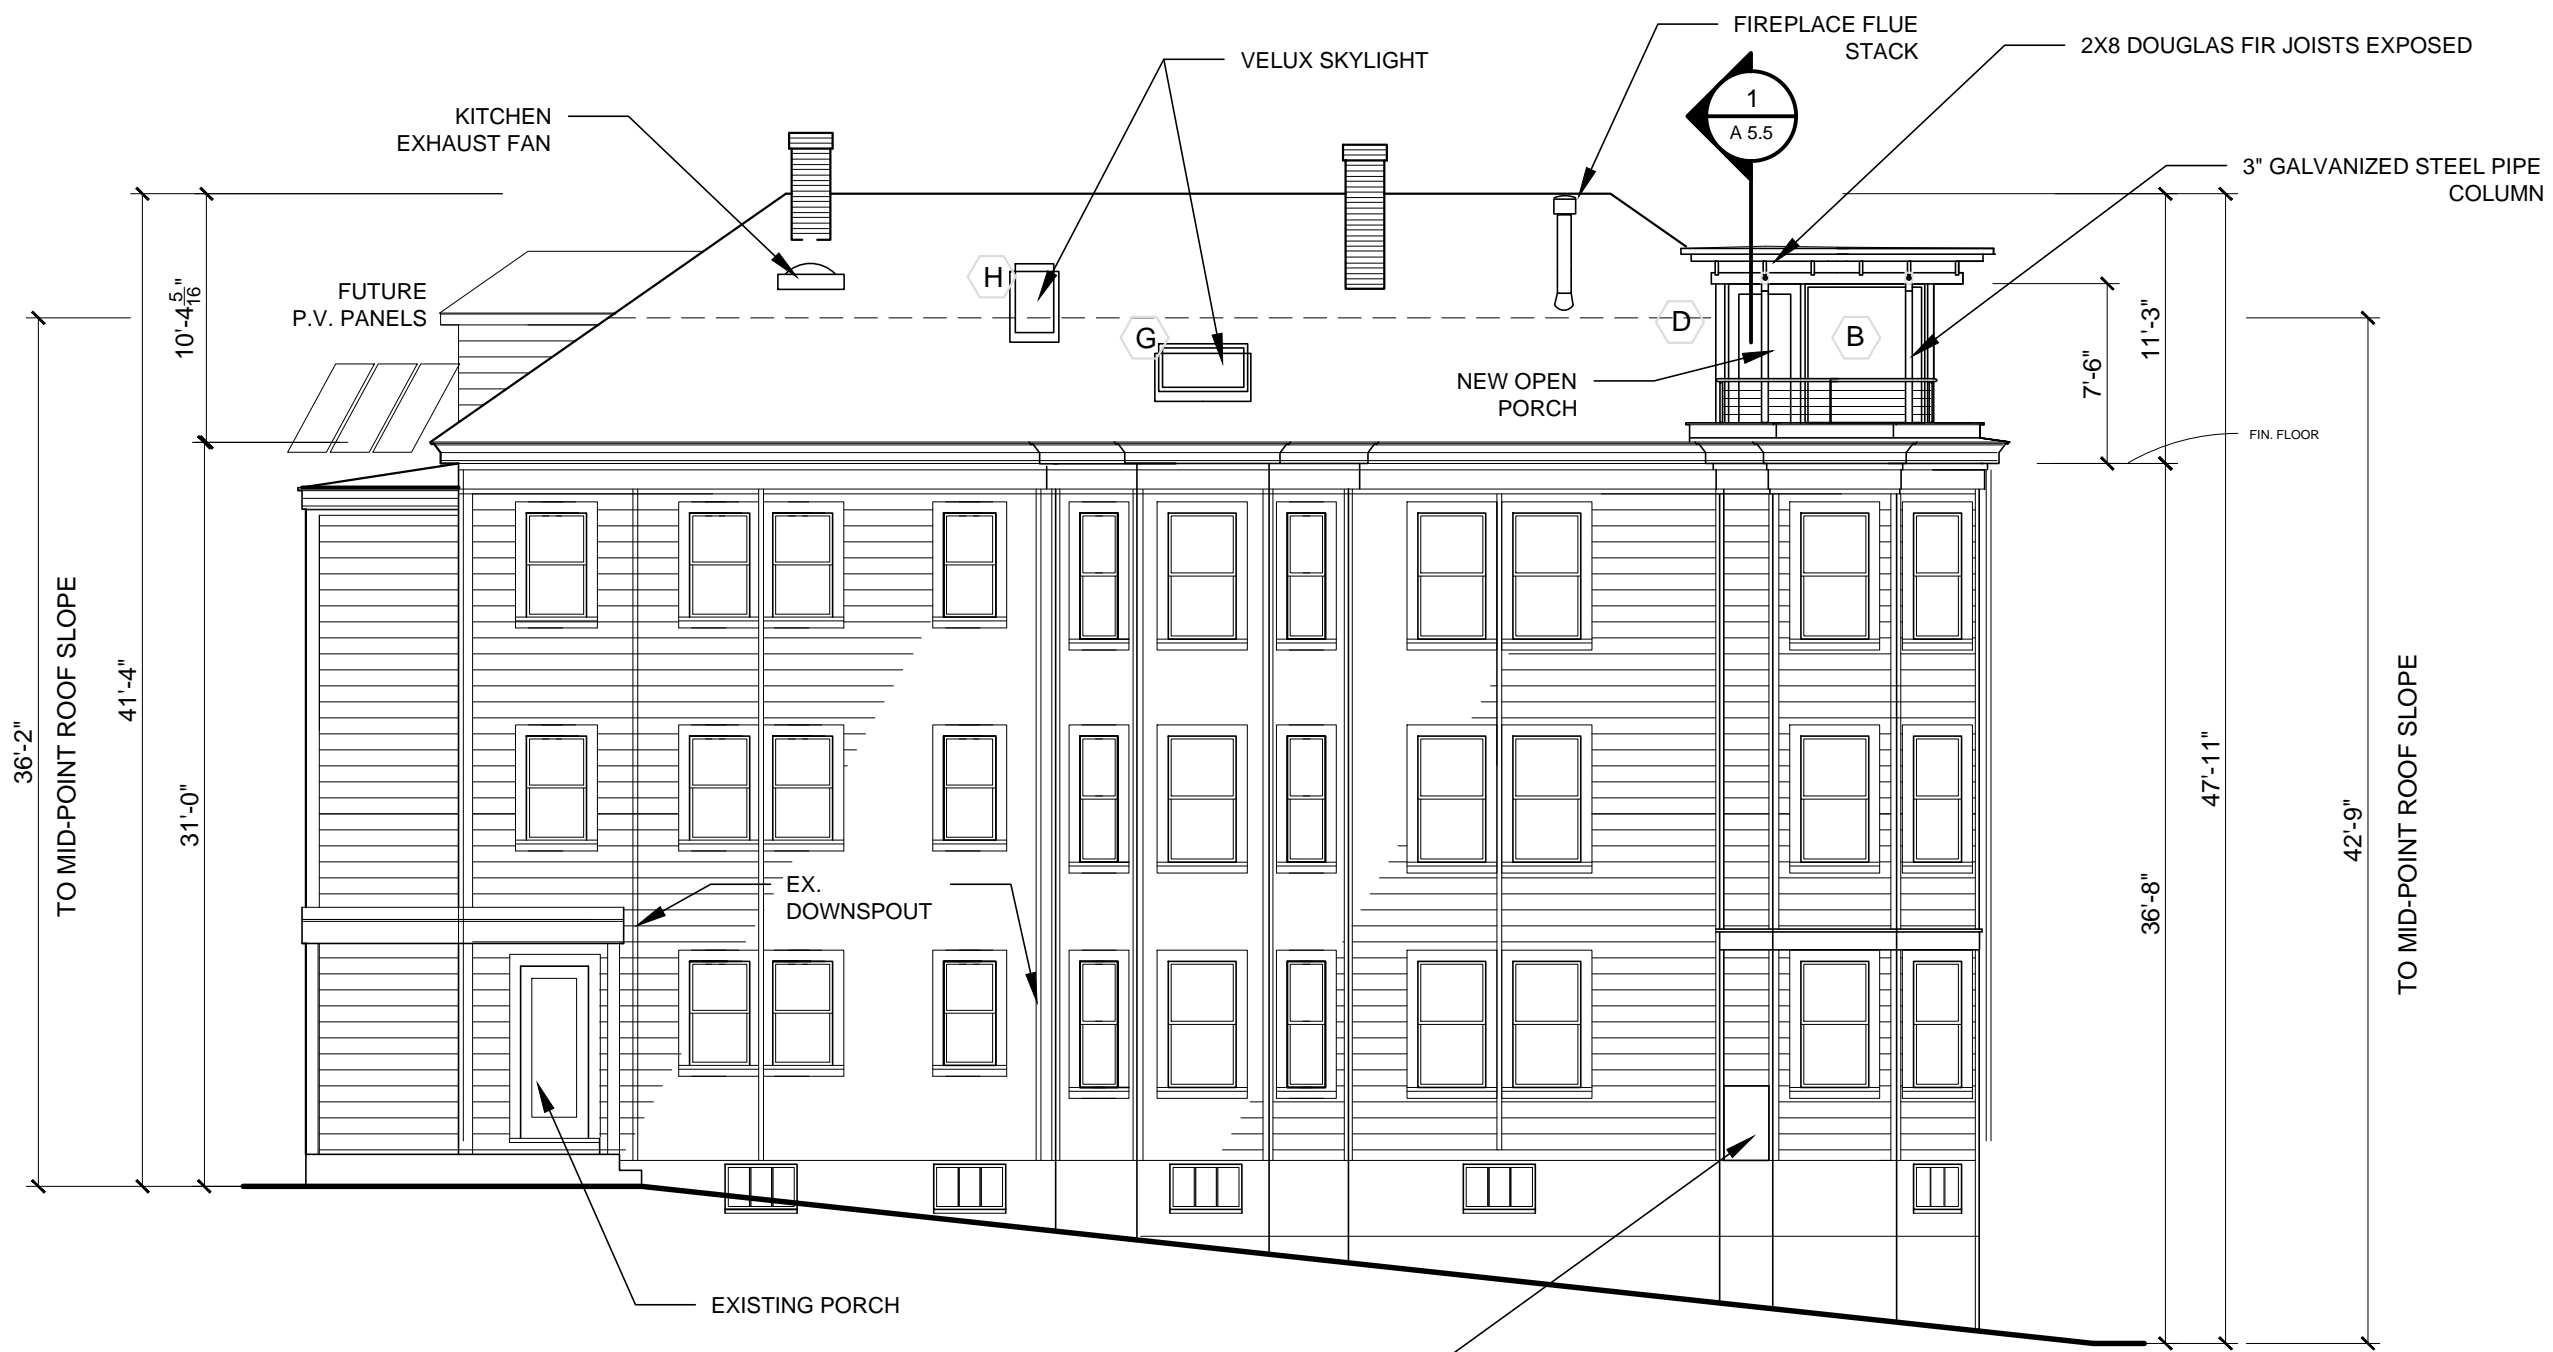 FIREPLACE FLUE
STACK
2X8 DOUGLAS FIR JOISTS EXPOSED
VELUX SKYLIGHT
KITCHEN
EXHAUST FAN
1
A 5.5
3" GALVANIZED STEEL PIPE
COLUMN
H
FUTURE
P.V. PANELS
10'-4 5/16"
G
D
B
11'-3"
7'-6"
NEW OPEN
PORCH
FIN. FLOOR
36'-2"
TO MID-POINT ROOF SLOPE
41'-4"
31'-0"
EX.
DOWNSPOUT
36'-8"
47'-11"
42'-9"
TO MID-POINT ROOF SLOPE
EXISTING PORCH